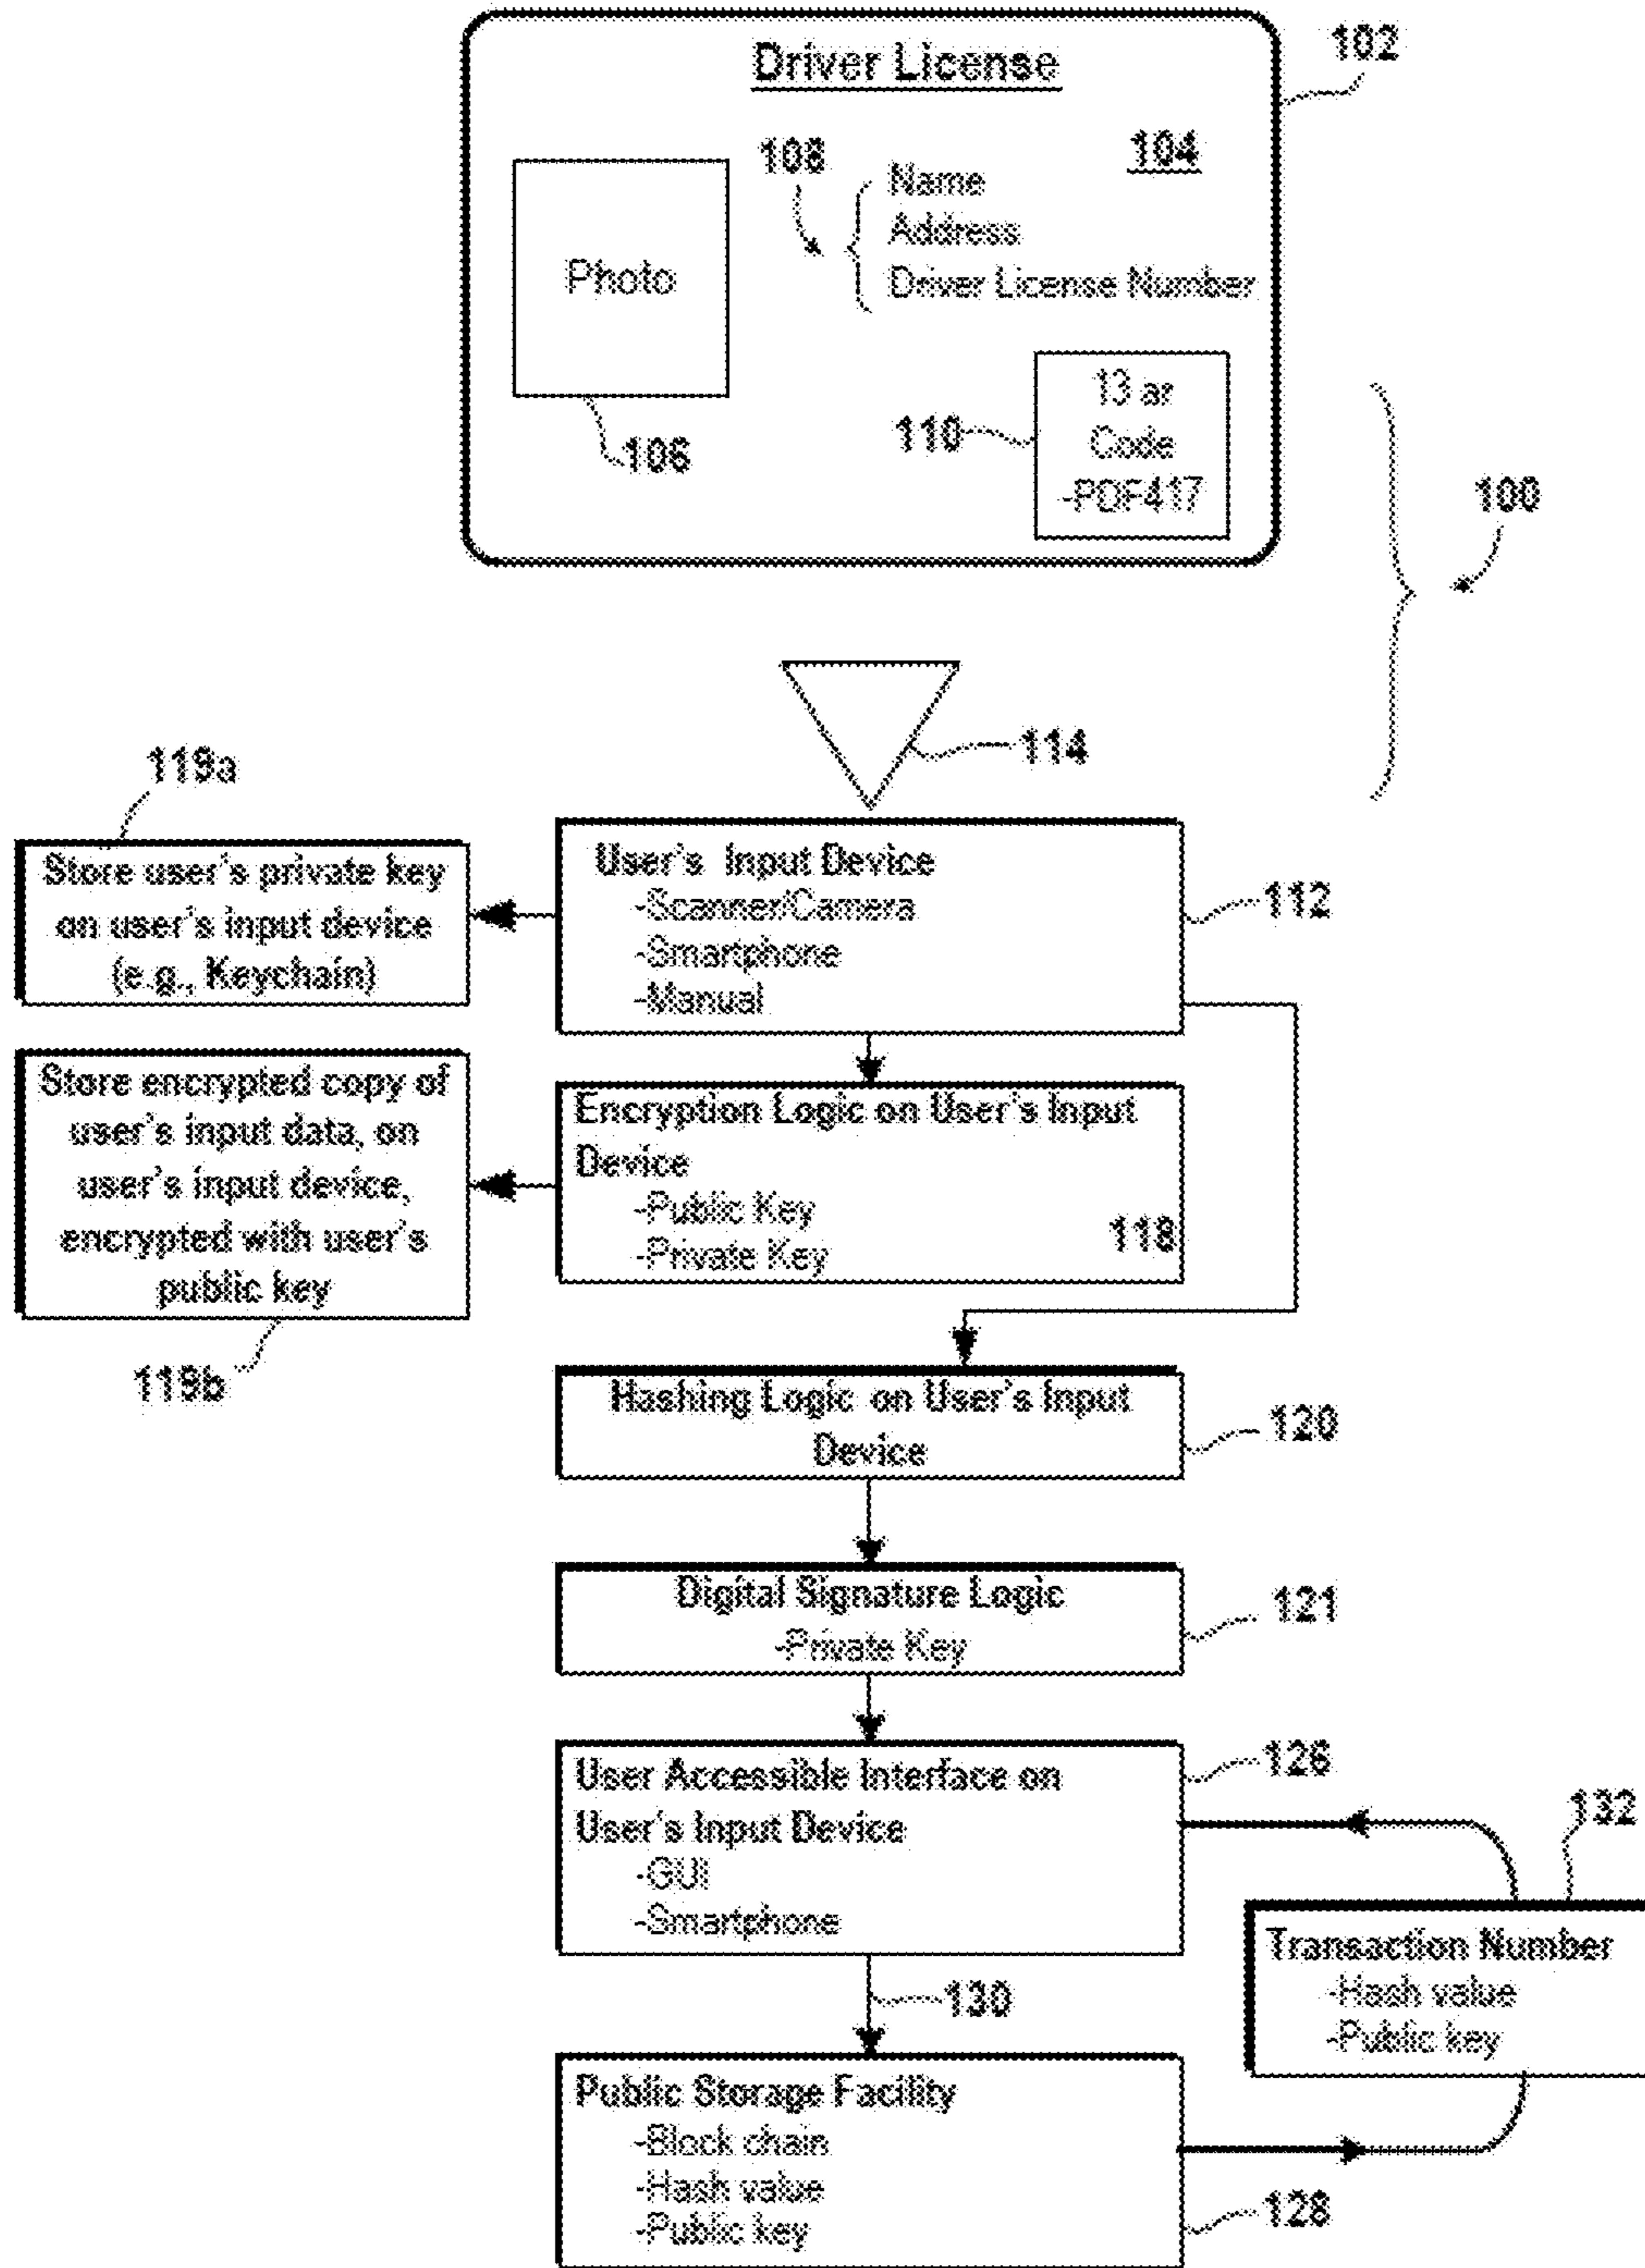 Driver License
102
108
104
Name
Address
Driver License Number
Photo
106
110
13 ar
Code
-PDF417
100
114
119a
Store user's private key
on user's input device
(e.g., Keychain)
User's Input Device
-Scanner/Camera
-Smartphone
-Manual
112
Store encrypted copy of
user's input data, on
user's input device,
encrypted with user's
public key
119b
Encryption Logic on User's Input
Device
-Public Key
-Private Key
118
Hashing Logic on User's Input
Device
120
Digital Signature Logic
-Private Key
121
User Accessible Interface on
User's Input Device
-GUI
-Smartphone
126
132
Transaction Number
-Hash value
-Public key
130
Public Storage Facility
-Block chain
-Hash value
-Public key
128